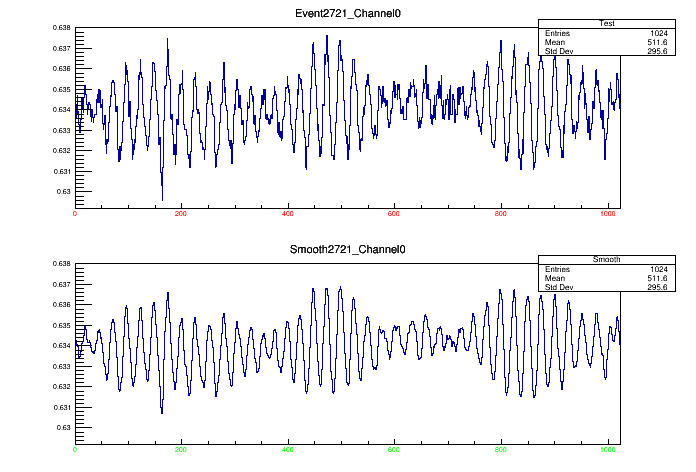 Event2721_Channel0
Test
Entries 1024
Mean 511.6
Std Dev 295.6
0.638
0.637
0.636
0.635
0.634
0.633
0.632
0.631
0.63
0 200 400 600 800 1000
Smooth2721_Channel0
Smooth
Entries 1024
Mean 511.6
Std Dev 295.6
0.638
0.637
0.636
0.635
0.634
0.633
0.632
0.631
0.63
0 200 400 600 800 1000